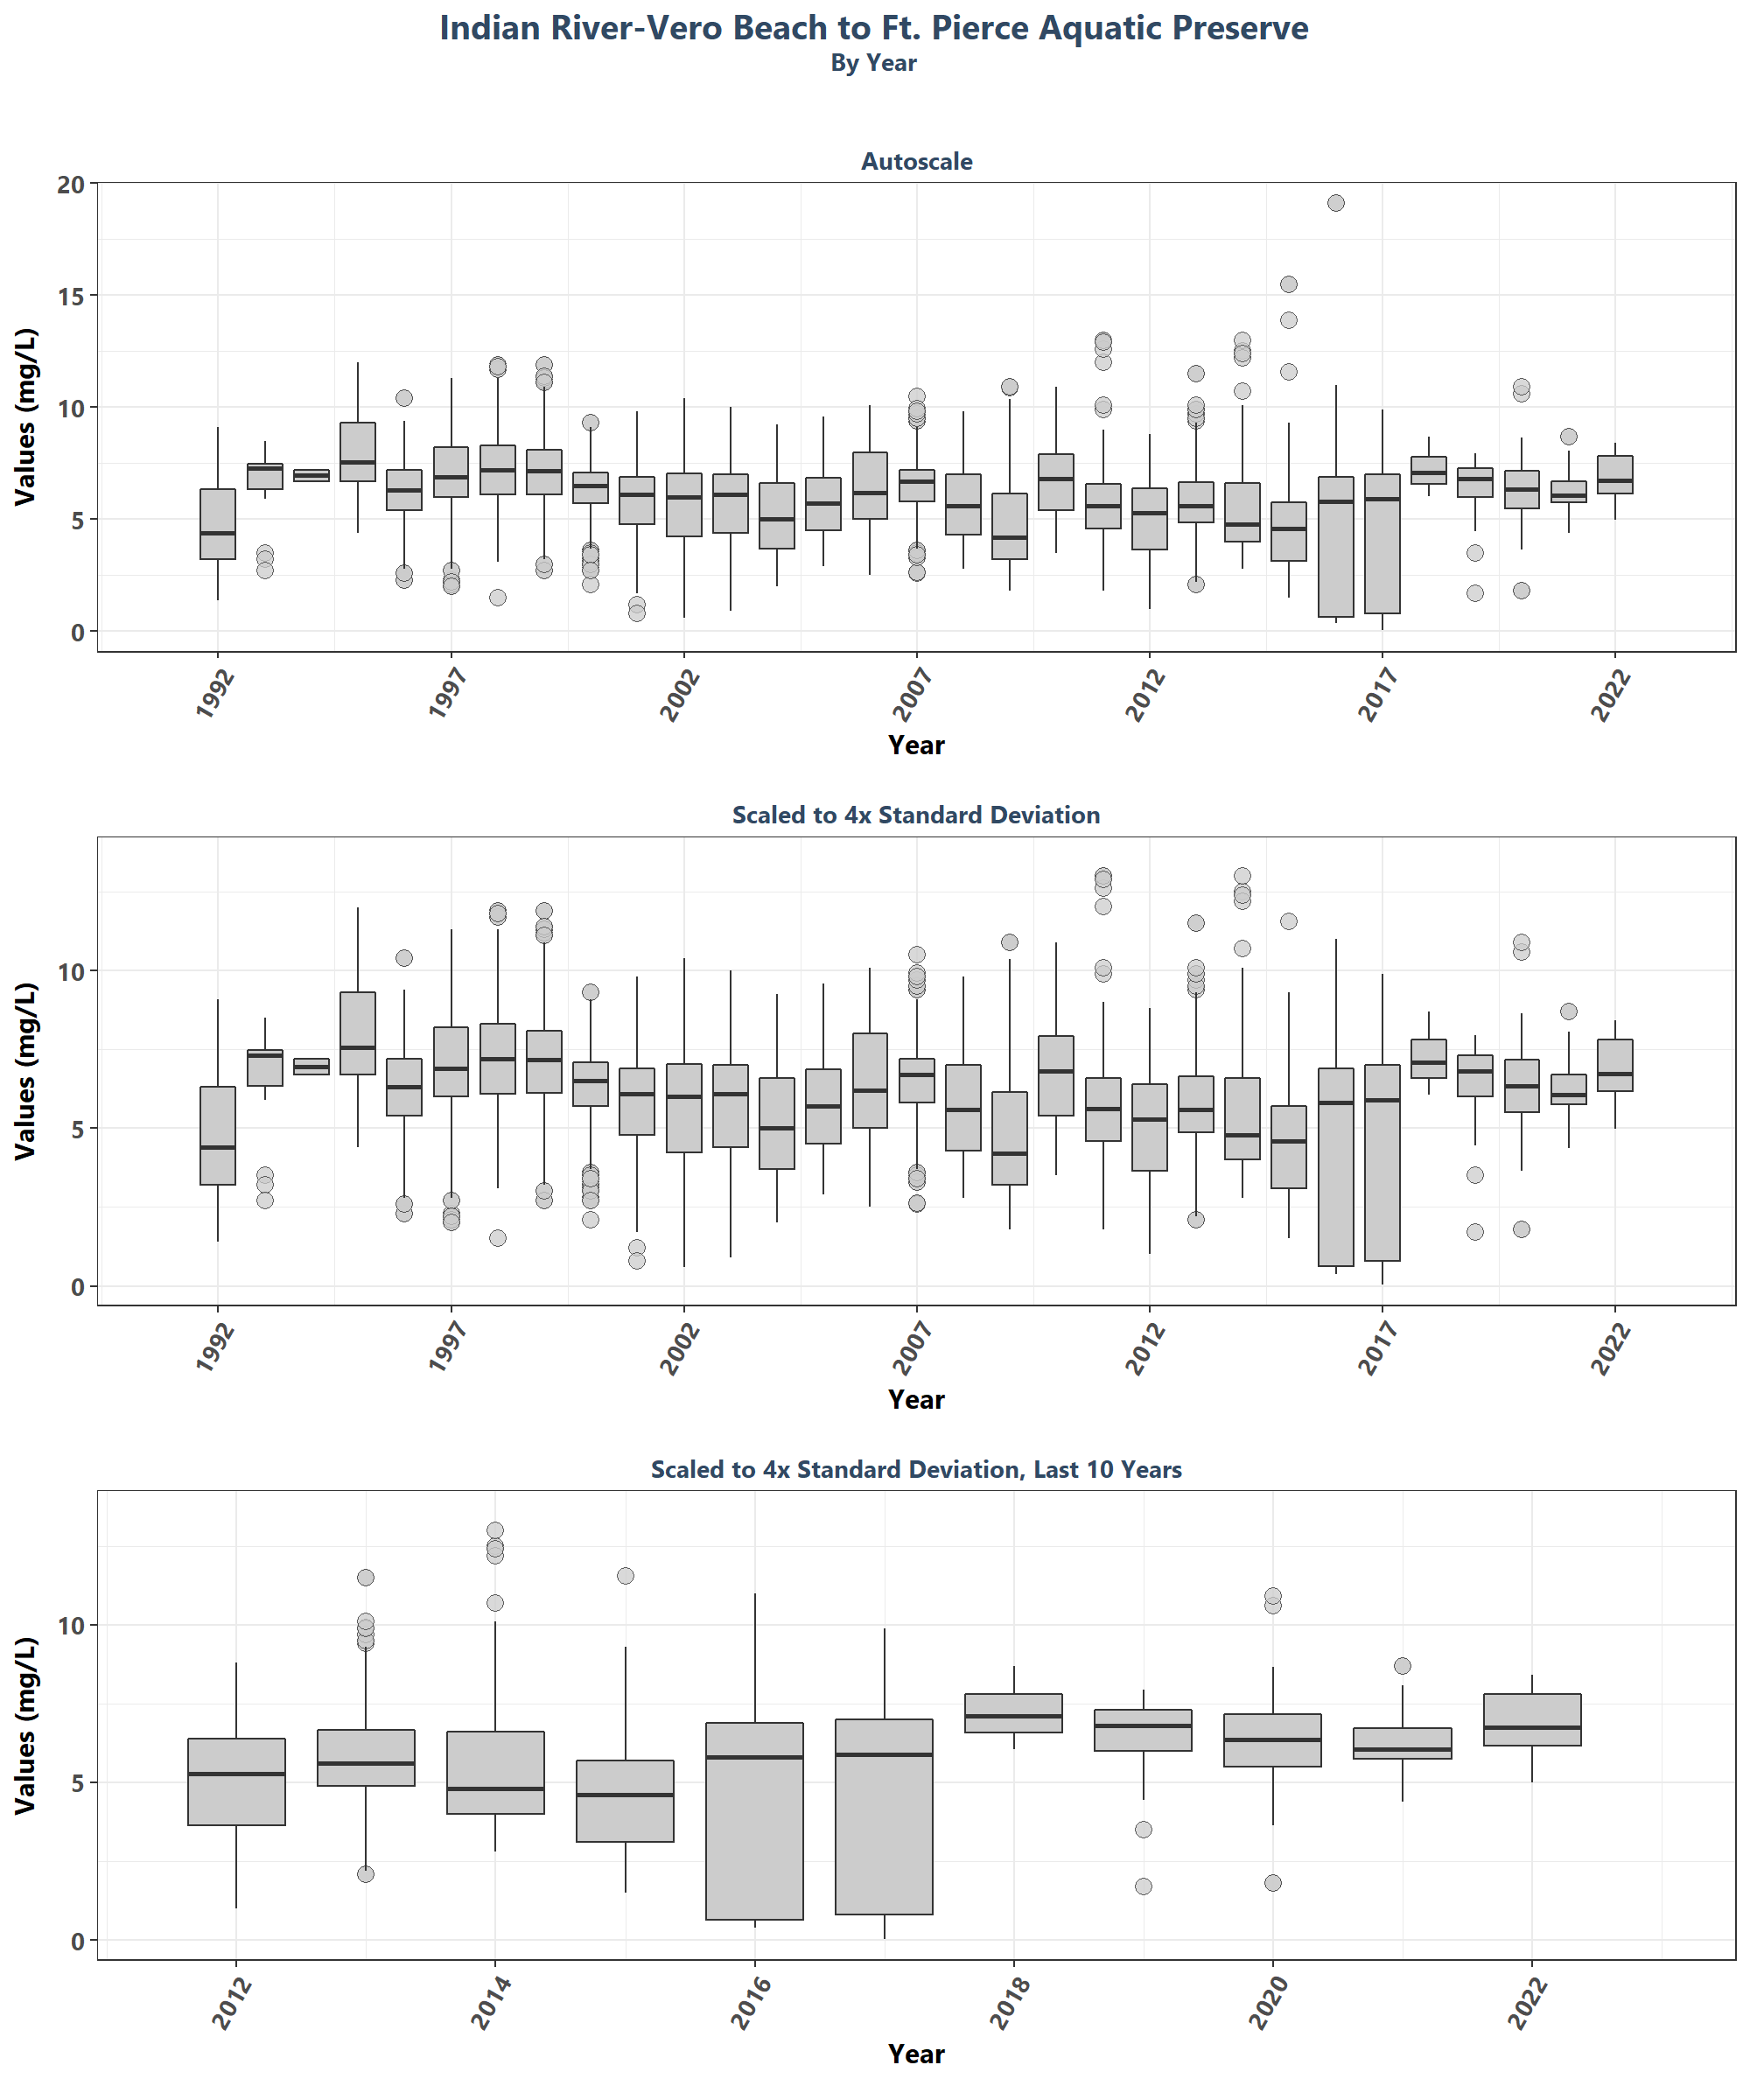 Indian River-Vero Beach to Ft. Pierce Aquatic Preserve
By Year
Autoscale
Values (mg/L)
20
15
10
5
0
1992
1997
2002
2007
2012
2017
2022
Year
Scaled to 4x Standard Deviation
Values (mg/L)
10
5
0
1992
1997
2002
2007
2012
2017
2022
Year
Scaled to 4x Standard Deviation, Last 10 Years
Values (mg/L)
10
5
0
2012
2014
2016
2018
2020
2022
Year